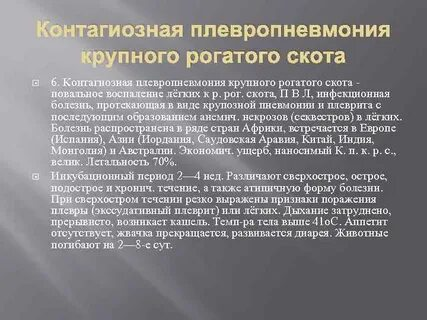 Контагиозная плевропневмония
крупного рогатого скота
6. Контагиозная плевропневмония крупного рогатого скота -
повальное воспаление лёгких к р. рог. скота, П В Л, инфекционная
болезнь, протекающая в виде крупозной пневмонии и плеврита с
последующим образованием анемич. некрозов (секвестров) в лёгких.
Болезнь распространена в ряде стран Африки, встречается в Европе
(Испания), Азии (Иордания, Саудовская Аравия, Китай, Индия,
Монголия) и Австралии. Экономич. ущерб, наносимый К. п. к. р. с.,
велик. Летальность 70%.
Инкубационный период 2—4 нед. Различают сверхострое, острое,
подострое и хронич. течение, а также атипичную форму болезни.
При сверхостром течении резко выражены признаки поражения
плевры (экссудативный плеврит) или лёгких. Дыхание затруднено,
прерывисто, возникает кашель. Темп-ра тела выше 41оС. Аппетит
отсутствует, жвачка прекращается, развивается диарея. Животные
погибают на 2—8-е сут.